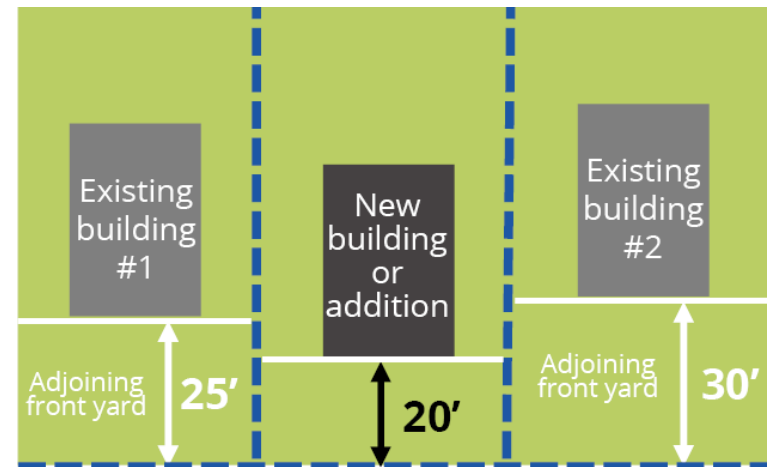 Existing
building
#1
New
building
or
addition
Existing
building
#2
Adjoining
front yard
25’
20’
Adjoining
front yard
30’